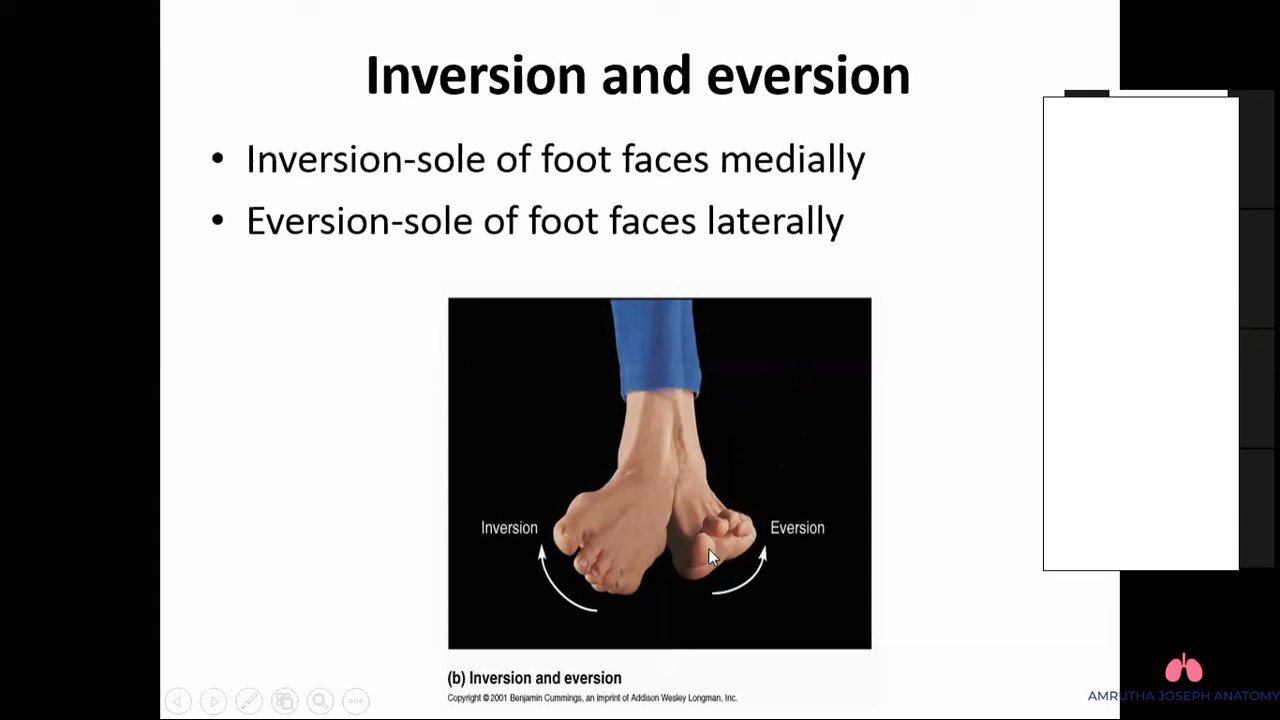 Inversion and eversion
• Inversion-sole of foot faces medially
• Eversion-sole of foot faces laterally
Inversion
Eversion
(b) Inversion and eversion
Copyright © 2001 Benjamin Cummings, an imprint of Addison Wesley Longman, Inc.
AMRUTHA JOSEPH ANATOMY